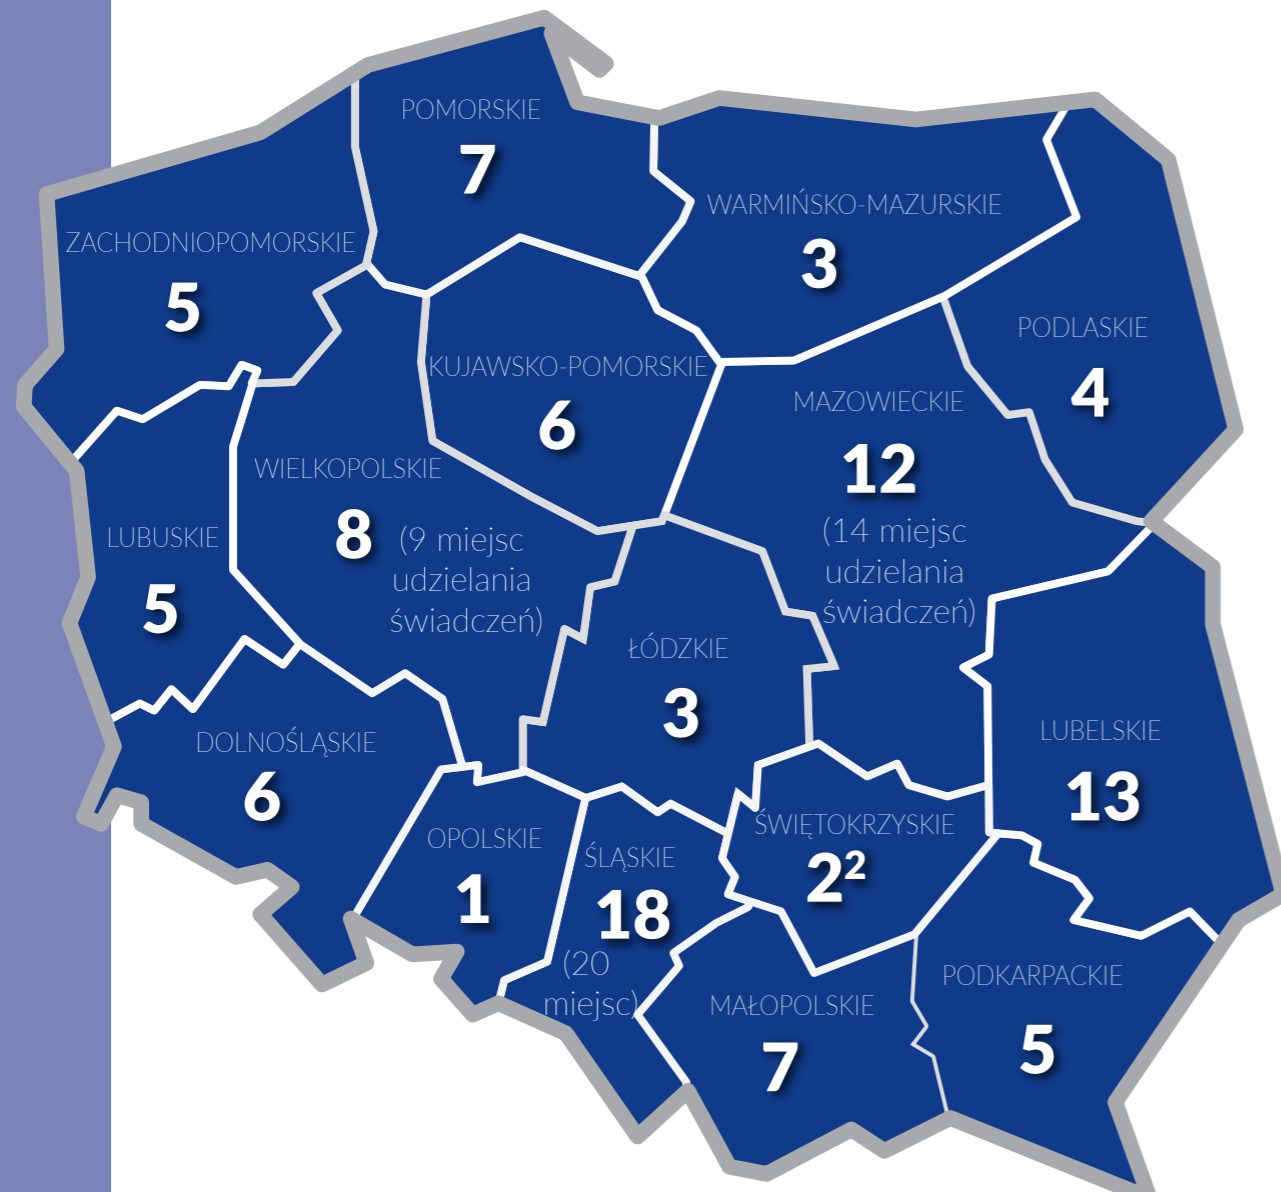 POMORSKIE
7
WARMIŃSKO-MAZURSKIE
3
ZACHODNIOPOMORSKIE
5
PODLASKIE
4
KUJAWSKO-POMORSKIE
6
MAZOWIECKIE
12
(14 miejsc
udzielania
świadczeń)
WIELKOPOLSKIE
8 (9 miejsc
udzielania
świadczeń)
LUBUSKIE
5
ŁÓDZKIE
3
LUBELSKIE
13
DOLNOŚLĄSKIE
6
OPOLSKIE
1
ŚLĄSKIE
18
(20
miejsc)
ŚWIĘTOKRZYSKIE
2²
MAŁOPOLSKIE
7
PODKARPACKIE
5